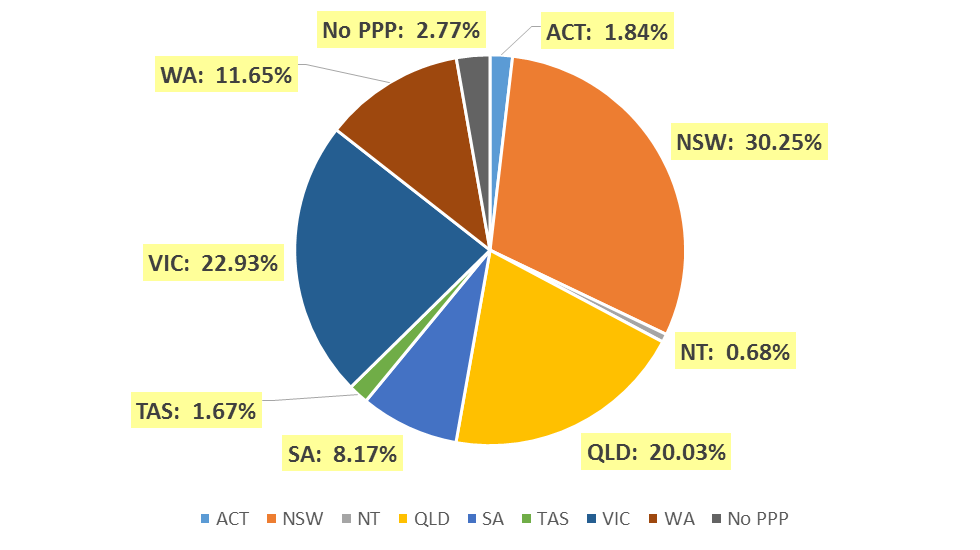 No PPP: 2.77%
ACT: 1.84%
WA: 11.65%
NSW: 30.25%
VIC: 22.93%
NT: 0.68%
TAS: 1.67%
SA: 8.17%
QLD: 20.03%
ACT NSW NT QLD SA TAS VIC WA No PPP